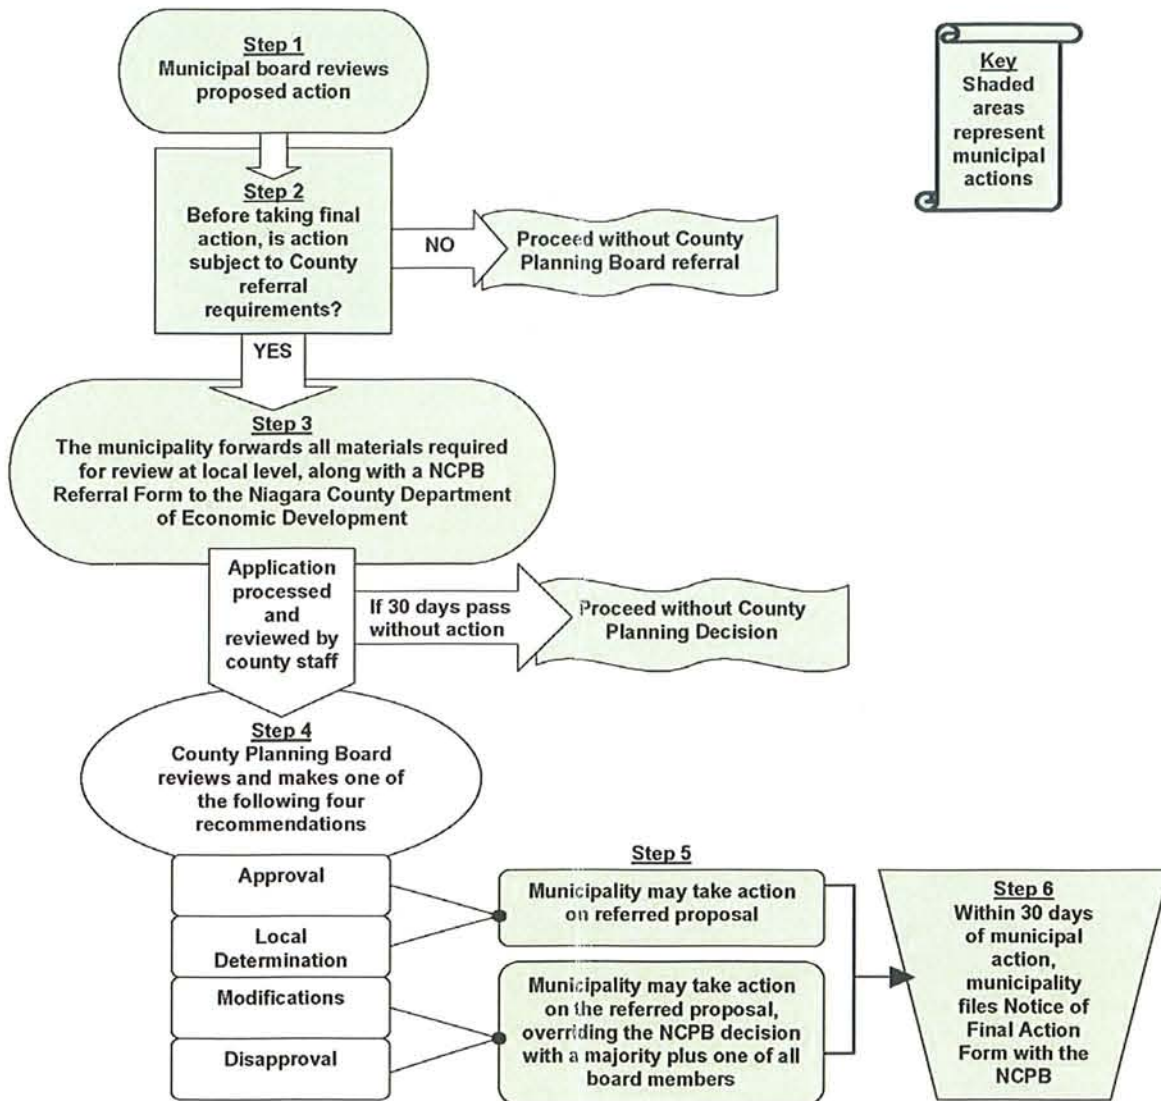 Step 1
Municipal board reviews
proposed action
Key
Shaded
areas
represent
municipal
actions
Step 2
Before taking final
action, is action
subject to County
referral
requirements?
NO
Proceed without County
Planning Board referral
YES
Step 3
The municipality forwards all materials required
for review at local level, along with a NCPB
Referral Form to the Niagara County Department
of Economic Development
Application
processed
and
reviewed by
county staff
If 30 days pass
without action
Proceed without County
Planning Decision
Step 4
County Planning Board
reviews and makes one of
the following four
recommendations
Approval
Local
Determination
Modifications
Disapproval
Step 5
Municipality may take action
on referred proposal
Municipality may take action
on the referred proposal,
overriding the NCPB decision
with a majority plus one of all
board members
Step 6
Within 30 days
of municipal
action,
municipality
files Notice of
Final Action
Form with the
NCPB